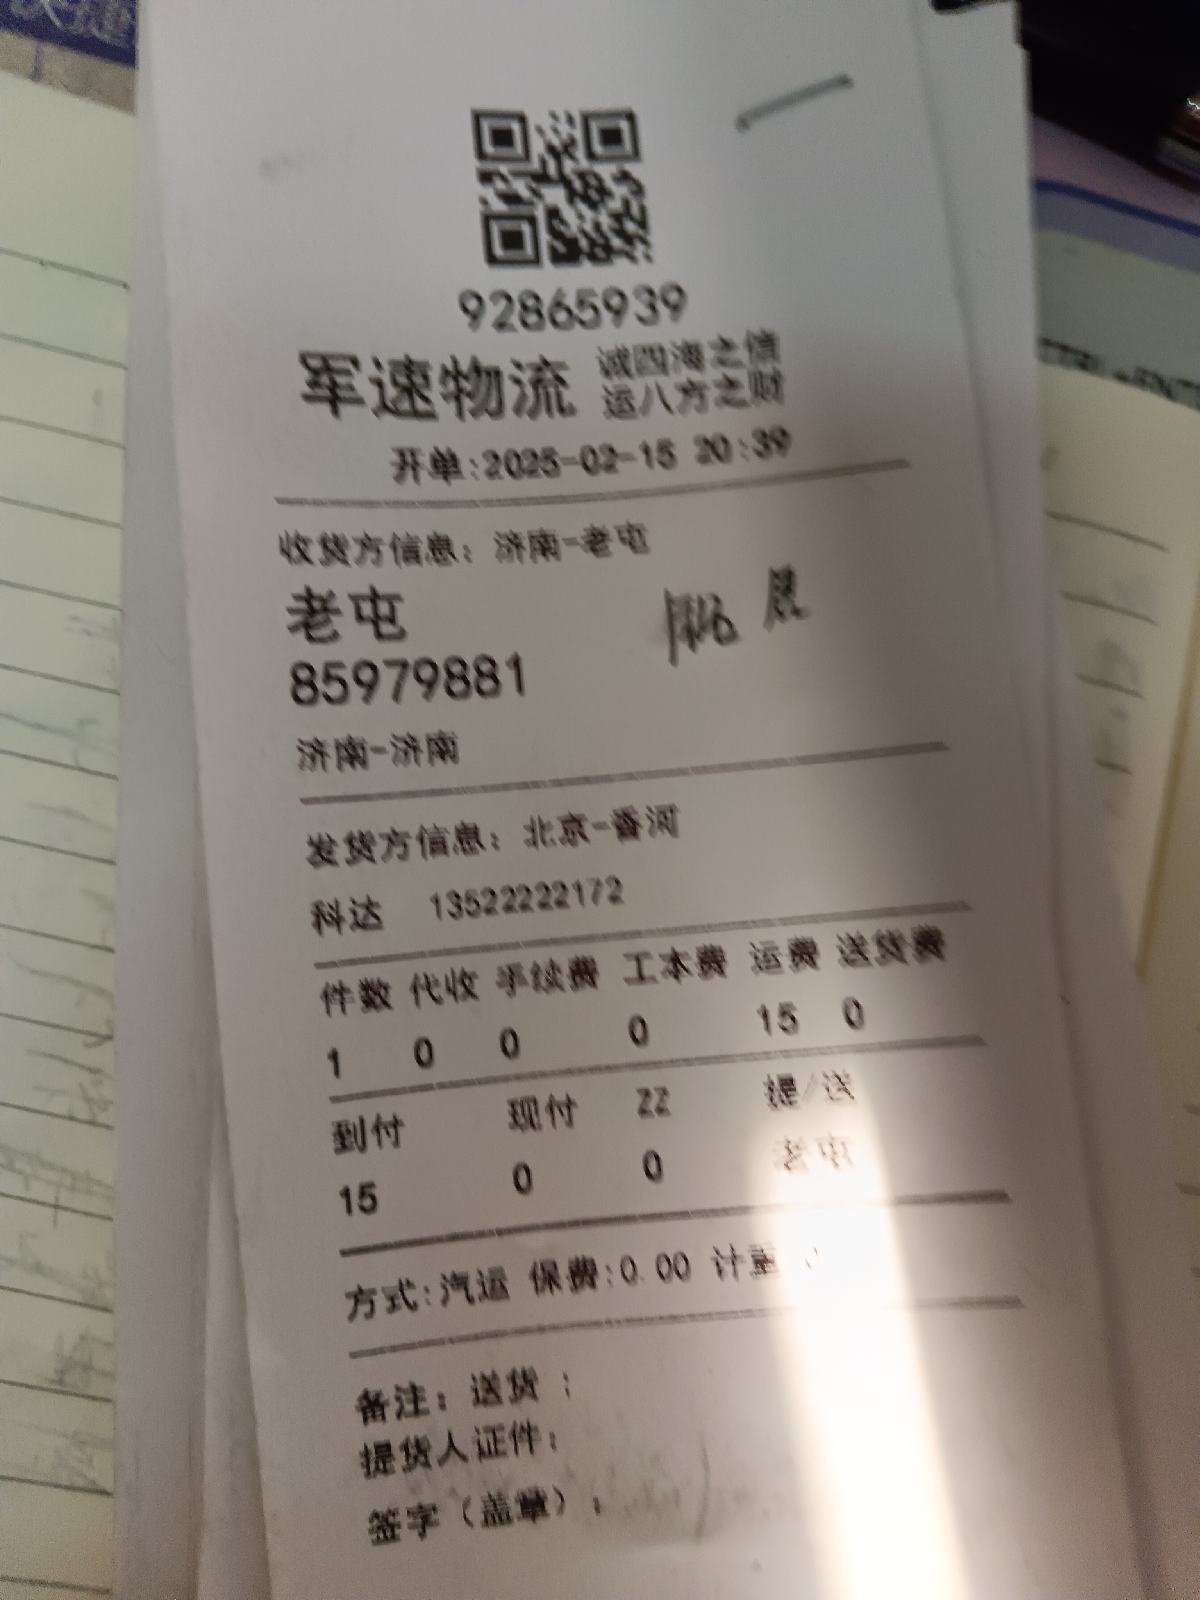 92865939
军速物流 诚四海之信
运八方之财
开单:2025-02-15 20:39
收货方信息：济南-老屯
老屯
85979881
济南-济南
发货方信息：北京-香河
科达 13522222172
件数 代收 手续费 工本费 运费 送货费
1 0 0 0 15 0
到付 现付 ZZ 提/送
15 0 0 老屯
方式:汽运 保费:0.00 计重
备注：送货：
提货人证件：
签字（盖章）：